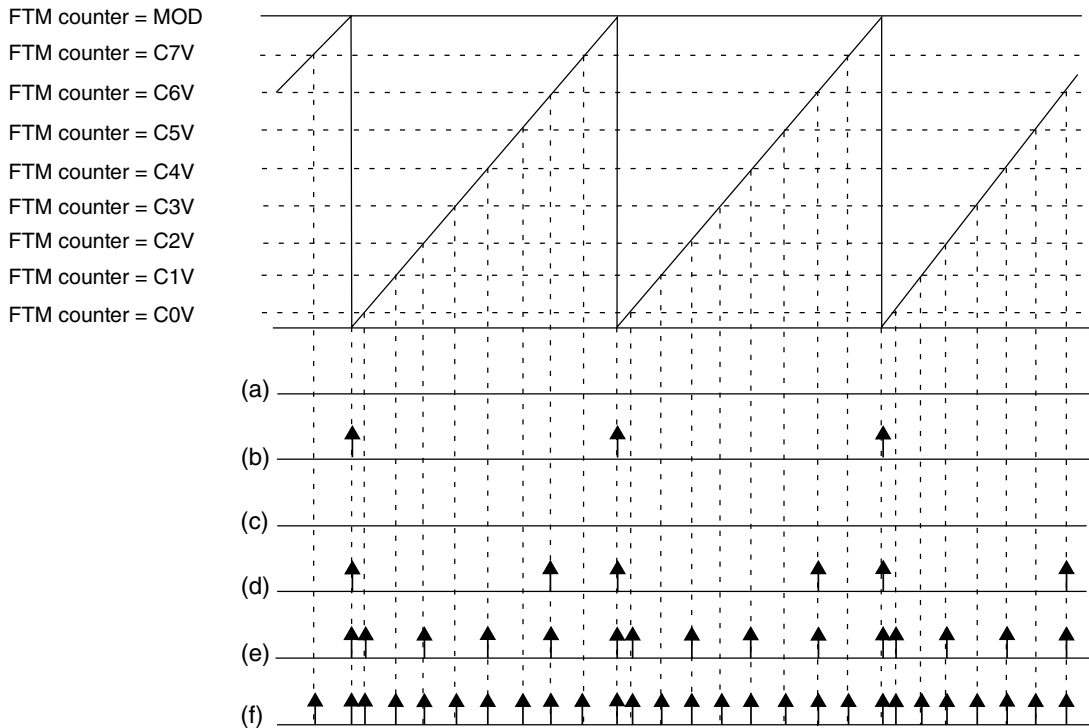 FTM counter = MOD
FTM counter = C7V
FTM counter = C6V
FTM counter = C5V
FTM counter = C4V
FTM counter = C3V
FTM counter = C2V
FTM counter = C1V
FTM counter = C0V
(a)
(b)
(c)
(d)
(e)
(f)